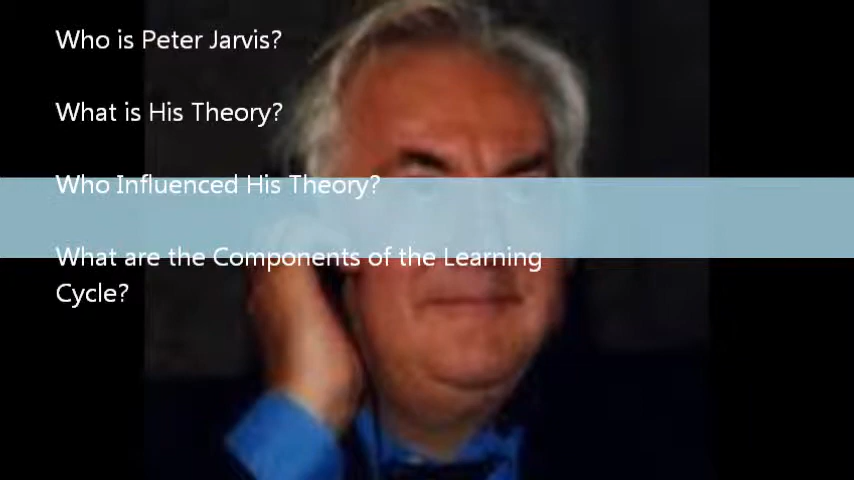 Who is Peter Jarvis?
What is His Theory?
Who Influenced His Theory?
What are the Components of the Learning
Cycle?